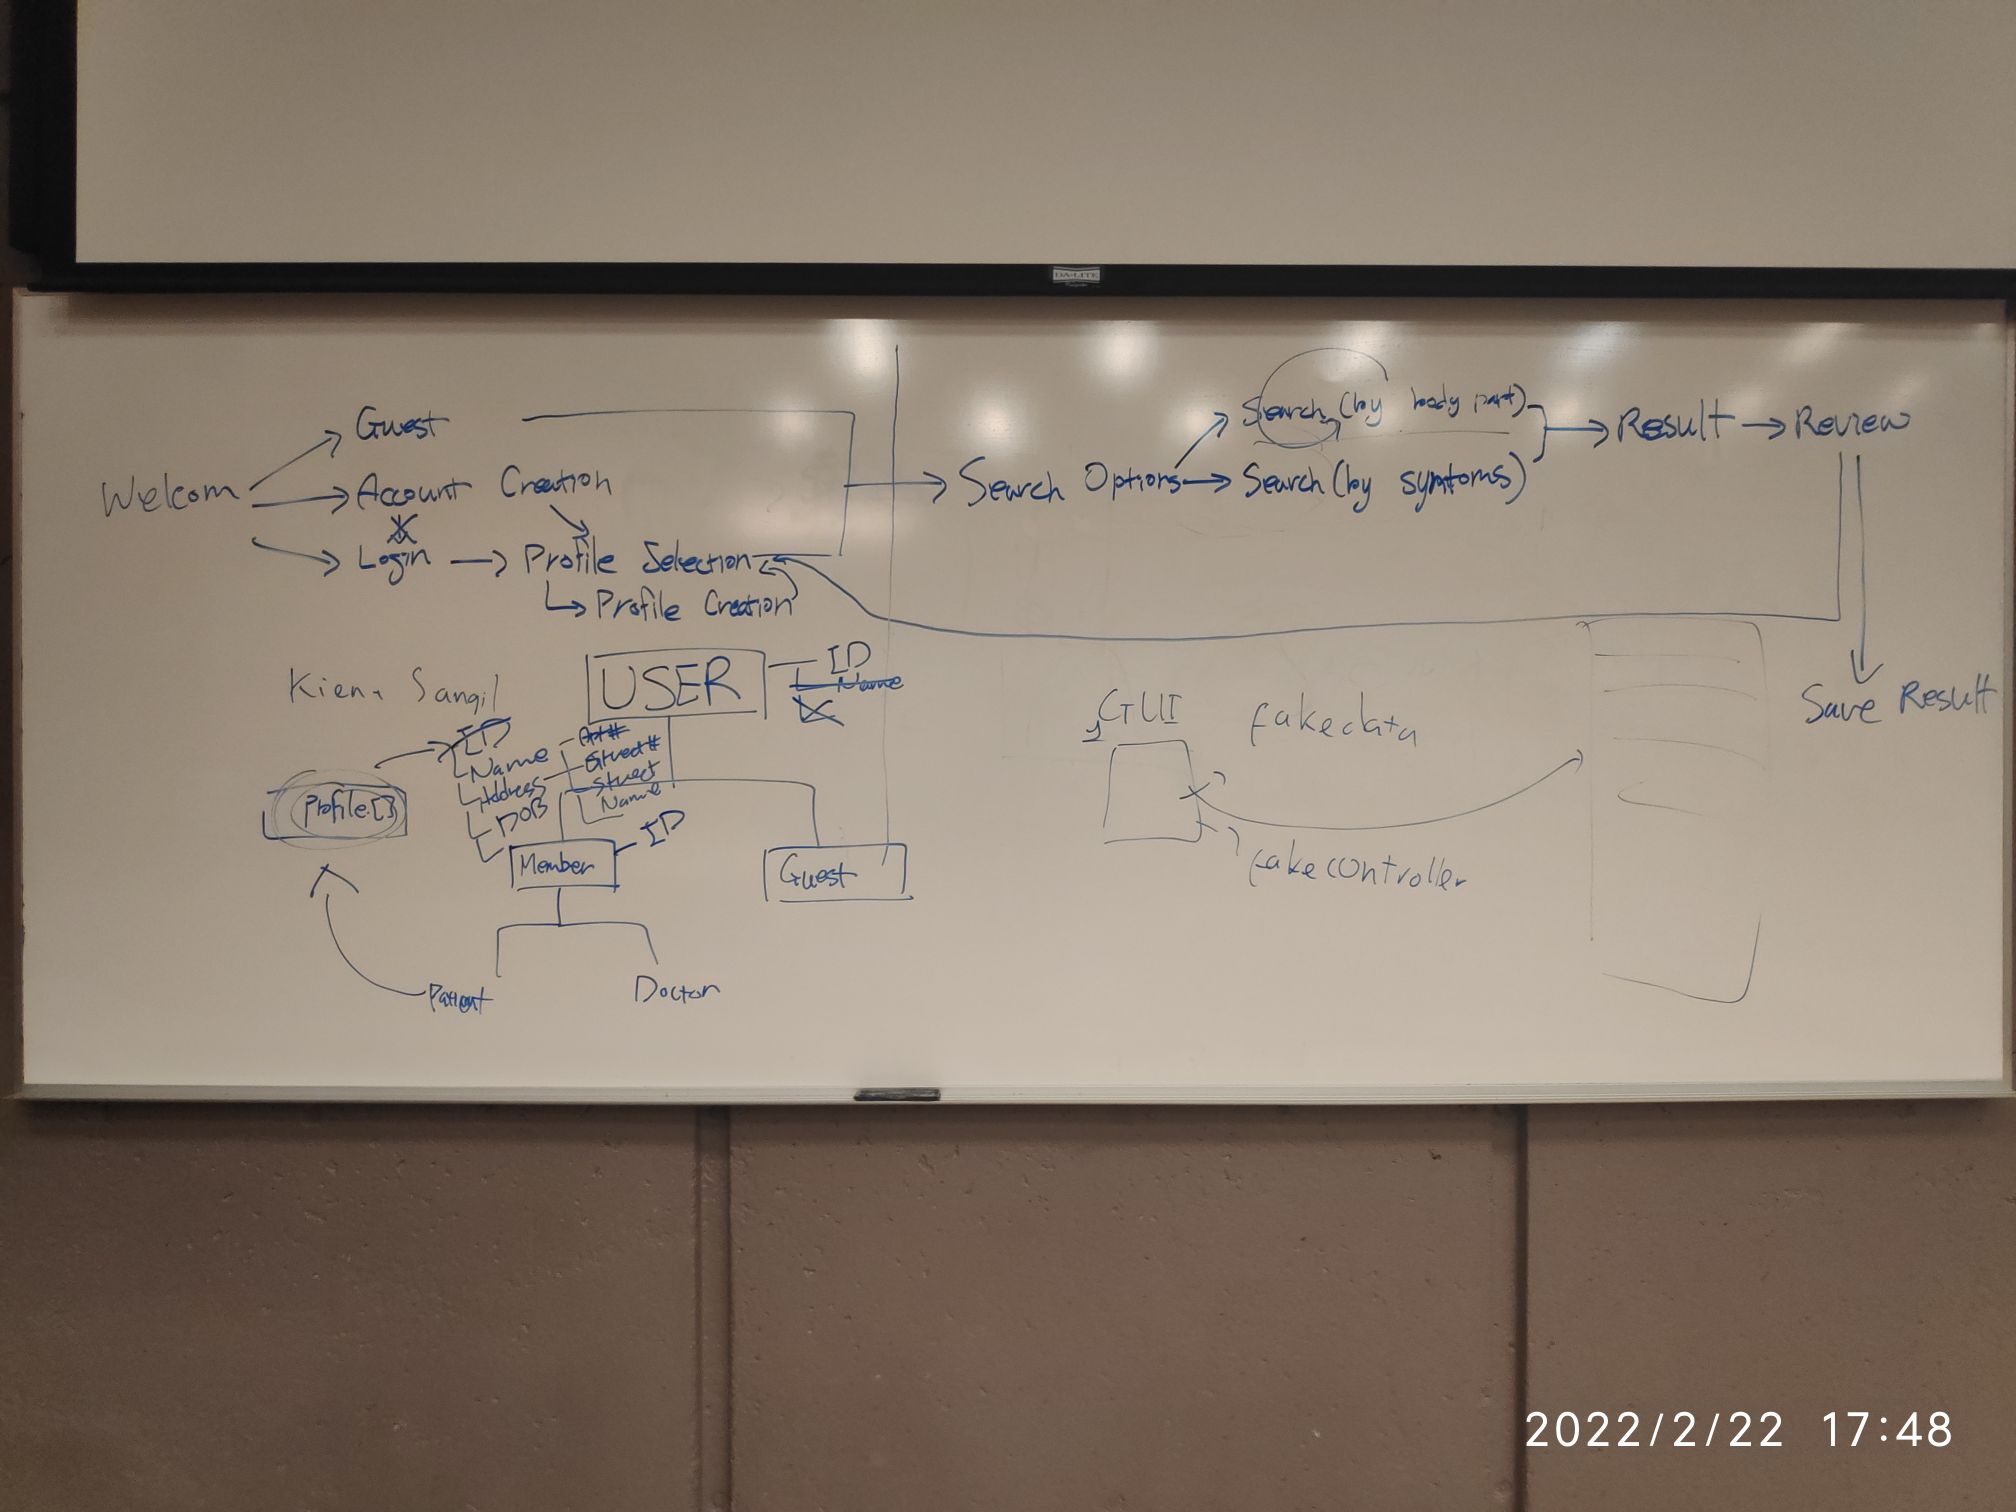 DA-LITE
Guest
Search (by body part)
Result
Review
Welcom
Account Creation
Search Options
Search (by symtoms)
Login
Profile Selection
Profile Creation
USER
ID
Name
Kien, Sangil
ID
Name
Address
DOB
Apt#
Street#
Street
Name
Save Result
GUI
fakedata
Profile[]
Member
ID
Guest
fakecontroller
Patient
Doctor
2022/2/22 17:48